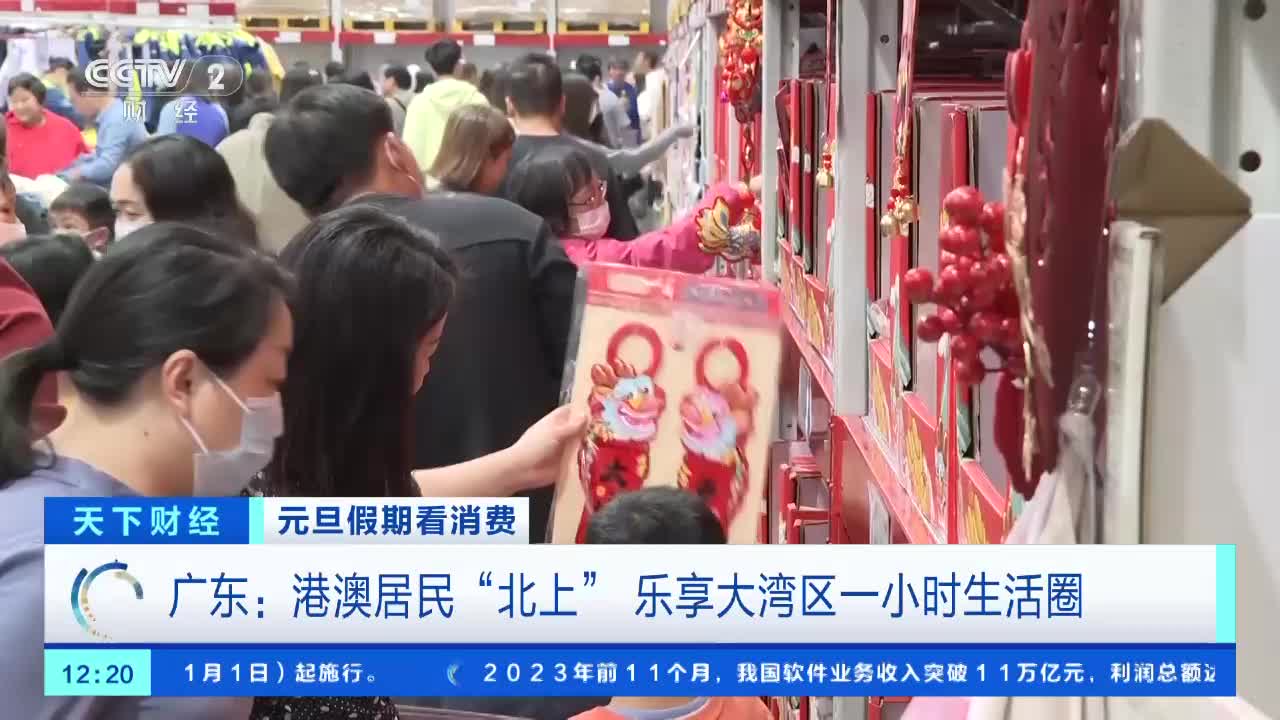 CCTV 2
财 经
天下财经
元旦假期看消费
广东：港澳居民“北上” 乐享大湾区一小时生活圈
12:20
1月1日）起施行。 2023年前11个月，我国软件业务收入突破11万亿元，利润总额达